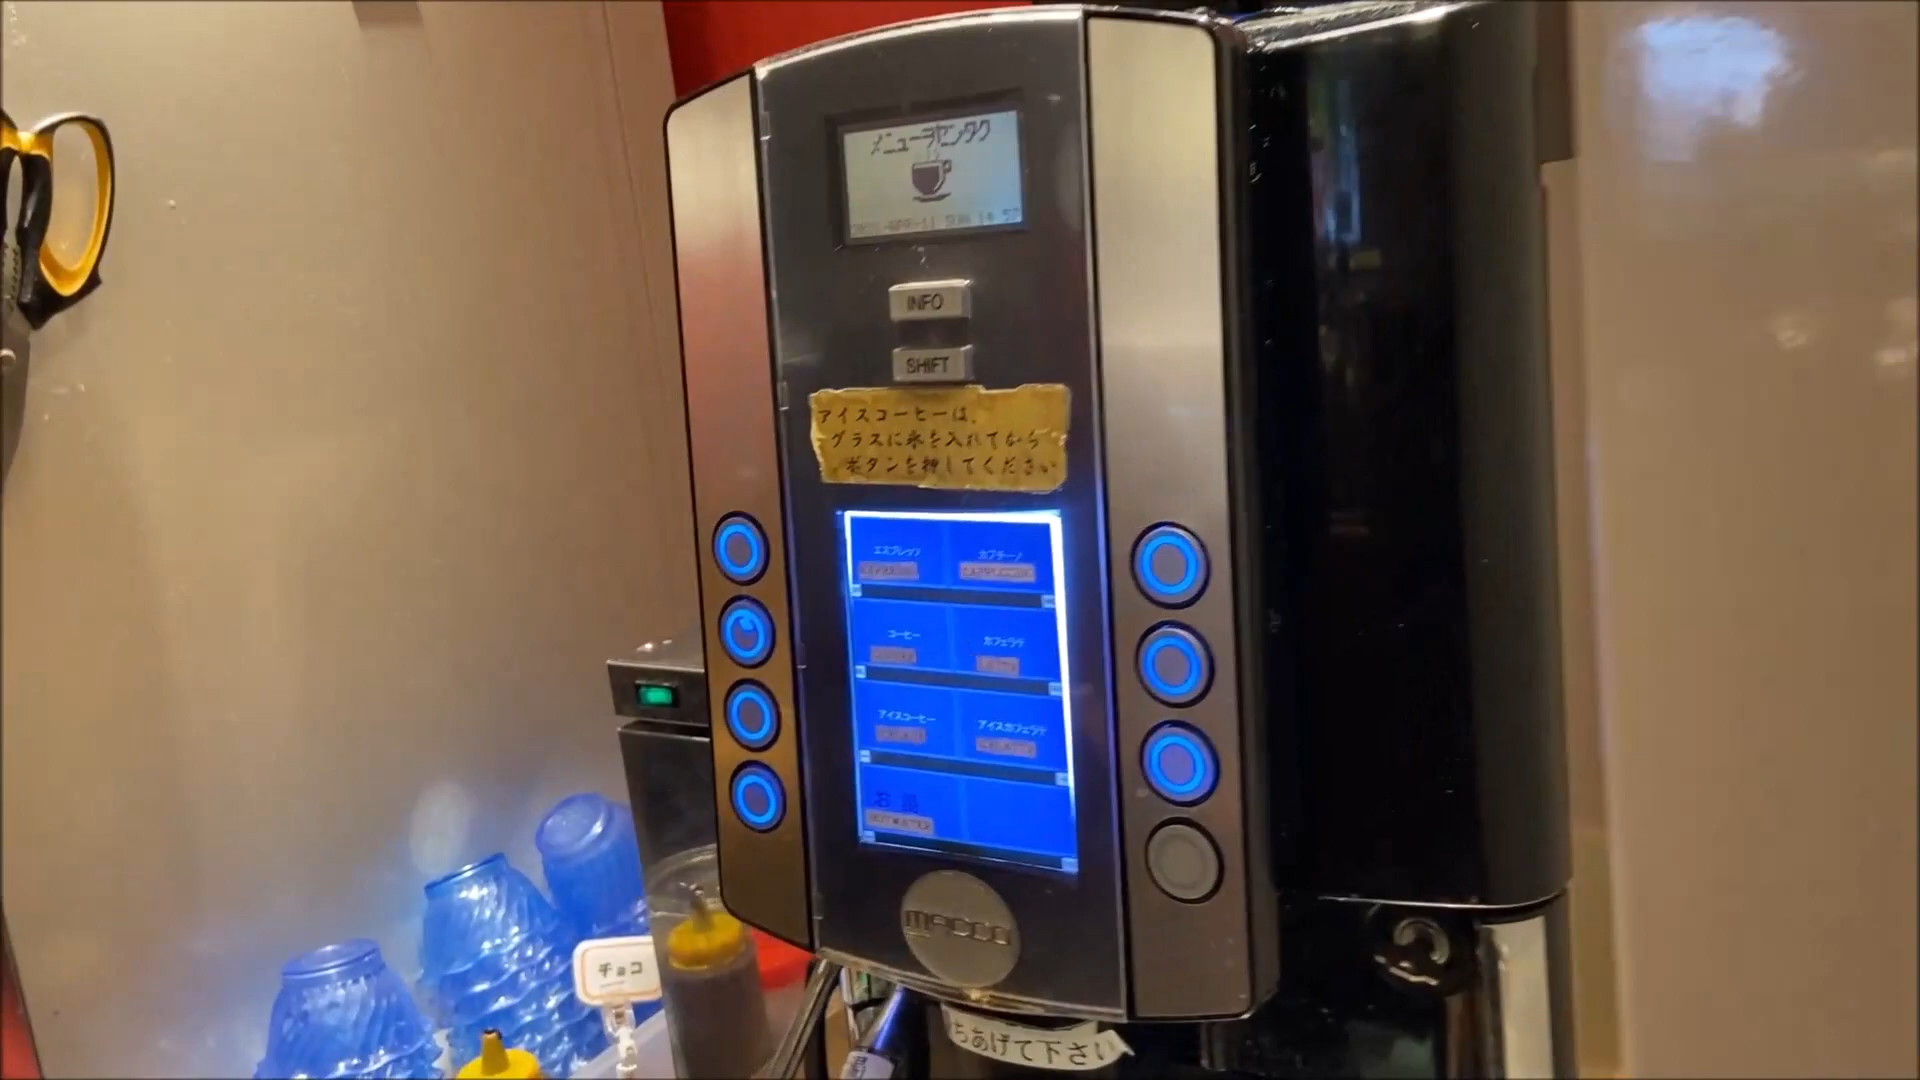 メニューヲセンタク
INFO
SHIFT
アイスコーヒーは、
グラスに氷を入れてから
ボタンを押してください
エスプレッソ
カプチーノ
コーヒー
カフェラテ
アイスコーヒー
アイスカフェラテ
お湯
HOT WATER
MACCO
チョコ
ちあげて下さい